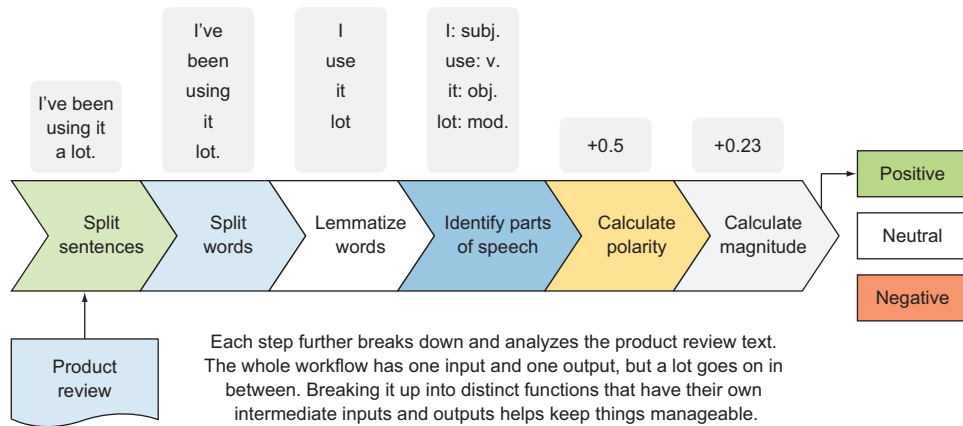 I've been
using it
a lot.
I've
been
using
it
lot.
I
use
it
lot
I: subj.
use: v.
it: obj.
lot: mod.
+0.5
+0.23
Split
sentences
Split
words
Lemmatize
words
Identify parts
of speech
Calculate
polarity
Calculate
magnitude
Positive
Neutral
Negative
Product
review
Each step further breaks down and analyzes the product review text.
The whole workflow has one input and one output, but a lot goes on in
between. Breaking it up into distinct functions that have their own
intermediate inputs and outputs helps keep things manageable.